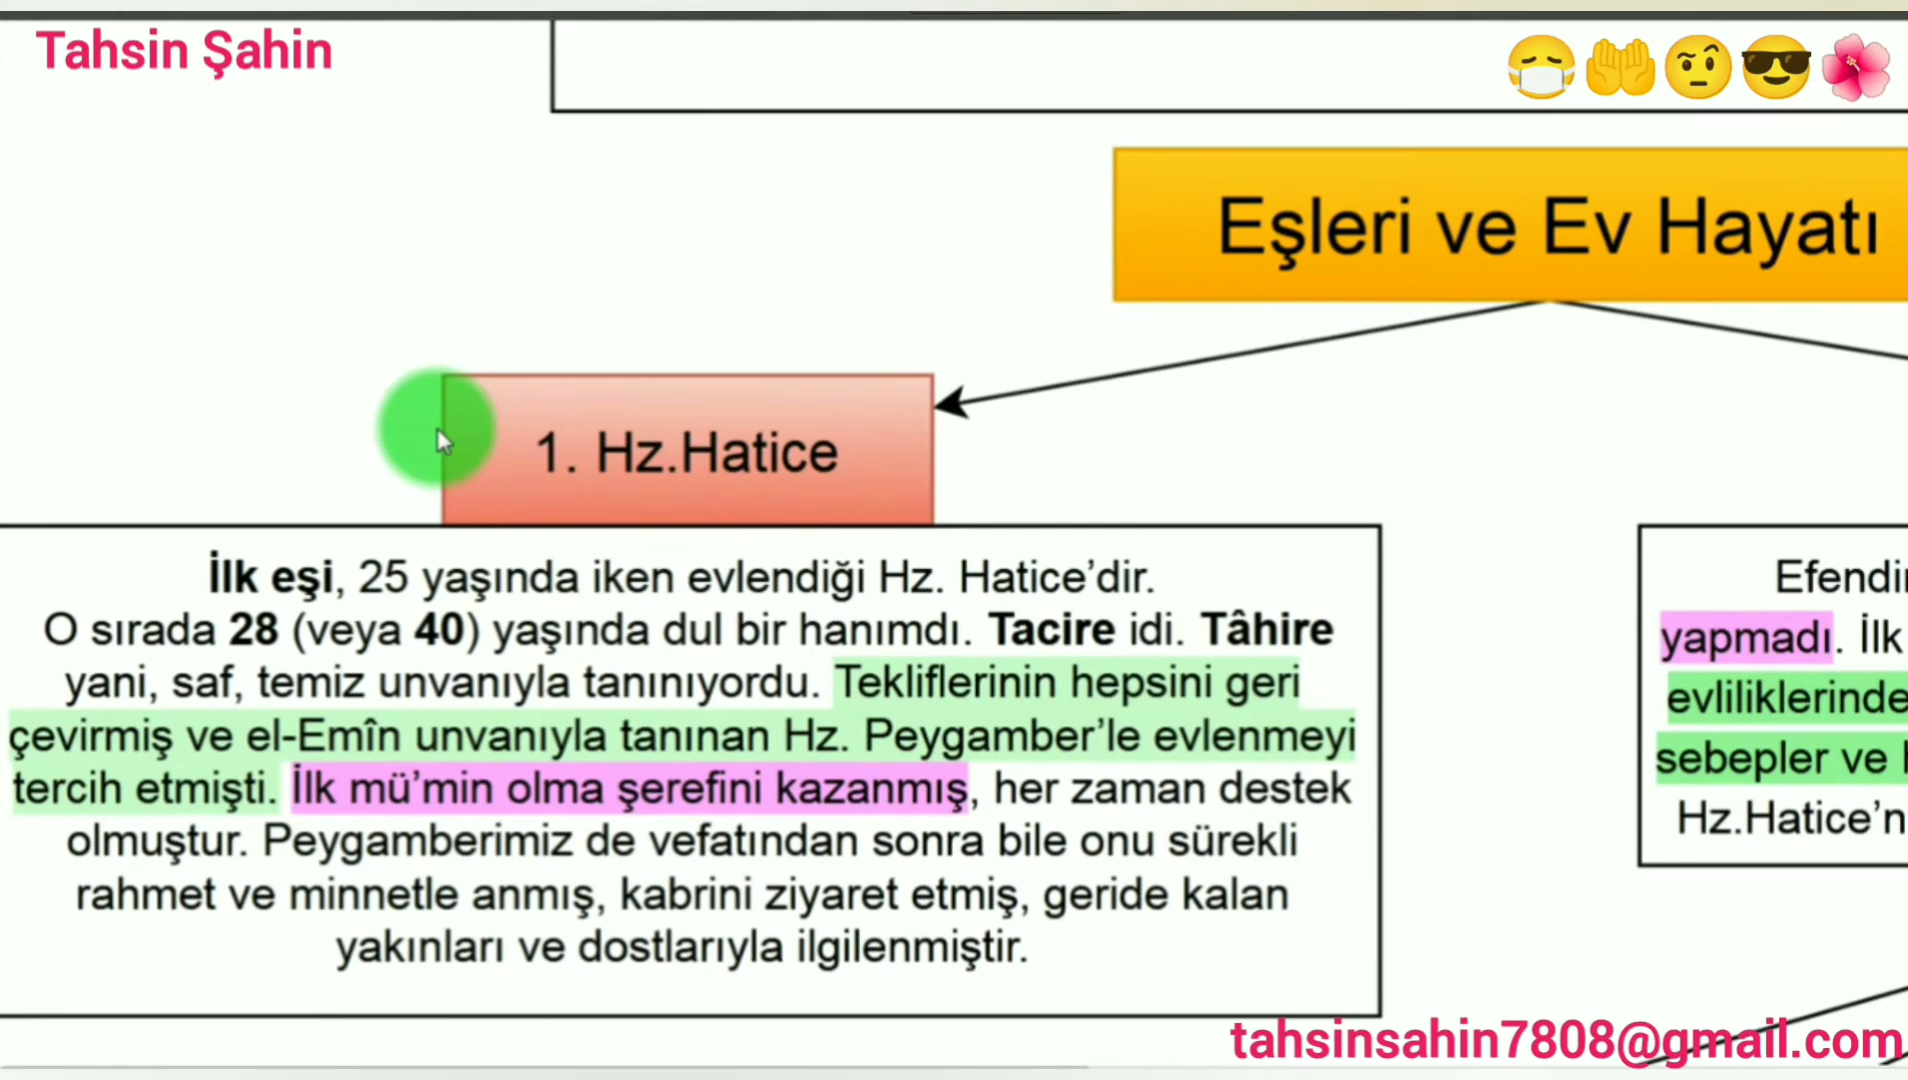 Tahsin Şahin
Eşleri ve Ev Hayatı
1. Hz.Hatice
İlk eşi, 25 yaşında iken evlendiği Hz. Hatice’dir.
O sırada 28 (veya 40) yaşında dul bir hanımdı. Tacire idi. Tâhire
yani, saf, temiz unvanıyla tanınıyordu. Tekliflerinin hepsini geri
çevirmiş ve el-Emîn unvanıyla tanınan Hz. Peygamber’le evlenmeyi
tercih etmişti. İlk mü’min olma şerefini kazanmış, her zaman destek
olmuştur. Peygamberimiz de vefatından sonra bile onu sürekli
rahmet ve minnetle anmış, kabrini ziyaret etmiş, geride kalan
yakınları ve dostlarıyla ilgilenmiştir.
yapmadı. İlk
evliliklerinde
sebepler ve
Hz.Hatice’n
tahsinsahin7808@gmail.com